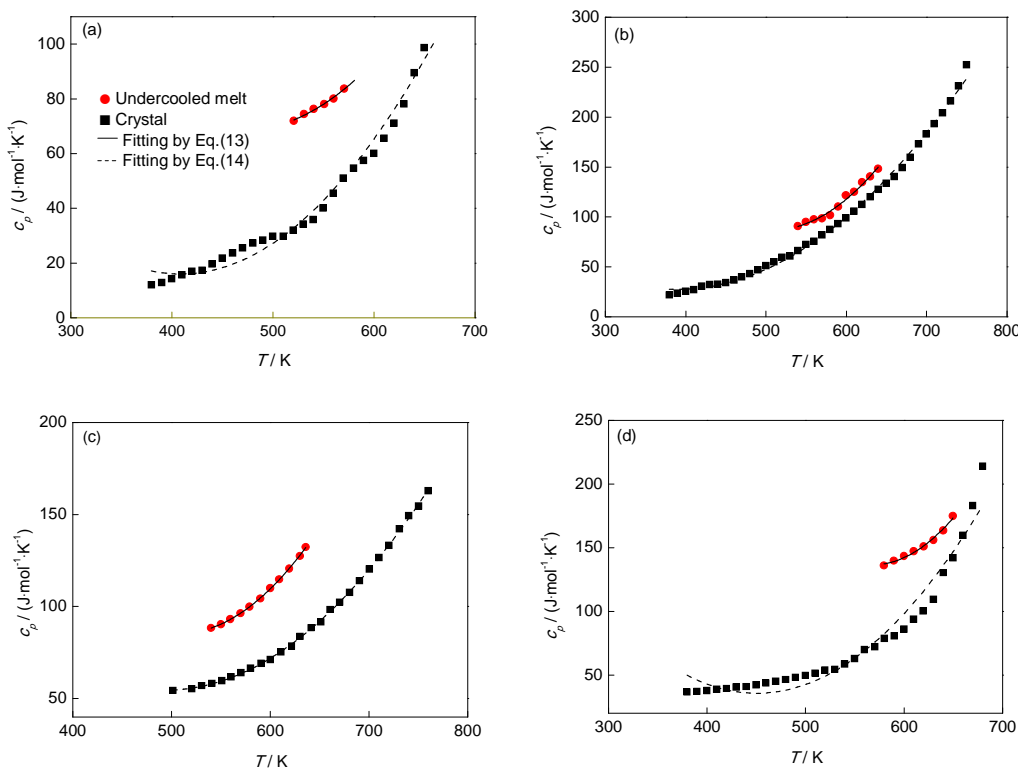 (a)
100
80
60
40
20
0
300 400 500 600 700
c_p / (J·mol⁻¹·K⁻¹)
T / K
Undercooled melt
Crystal
Fitting by Eq.(13)
Fitting by Eq.(14)
(b)
300
250
200
150
100
50
0
300 400 500 600 700 800
c_p / (J·mol⁻¹·K⁻¹)
T / K
(c)
200
150
100
50
400 500 600 700 800
c_p / (J·mol⁻¹·K⁻¹)
T / K
(d)
250
200
150
100
50
0
300 400 500 600 700
c_p / (J·mol⁻¹·K⁻¹)
T / K